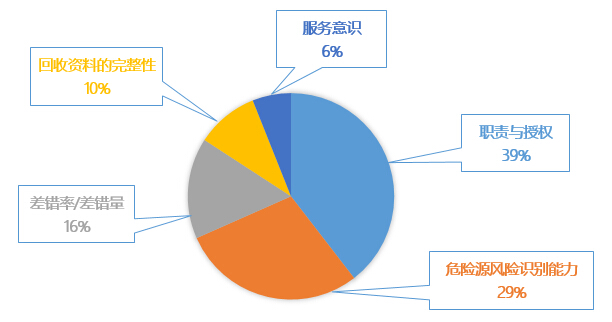 服务意识
6%
回收资料的完整性
10%
职责与授权
39%
差错率/差错量
16%
危险源风险识别能力
29%